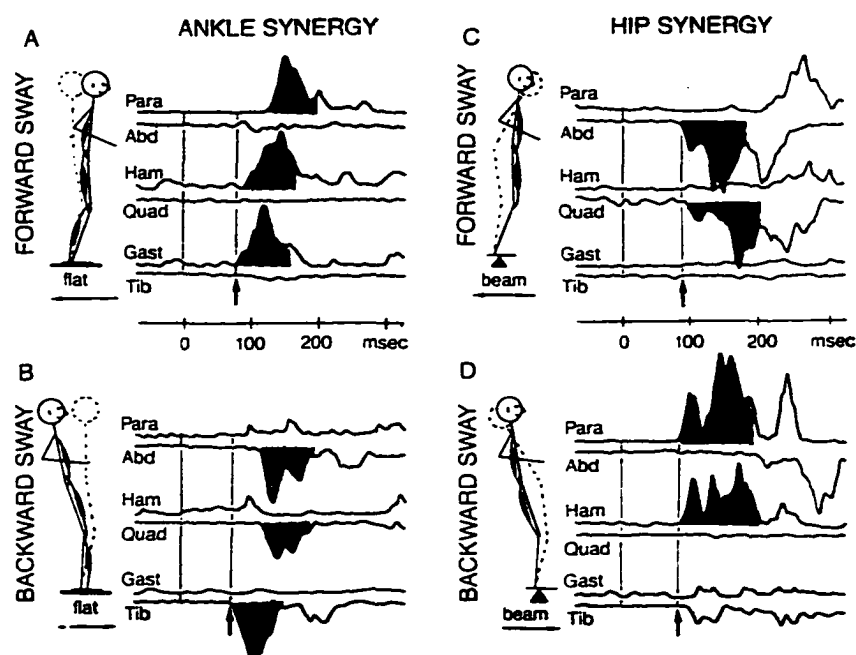 ANKLE SYNERGY
HIP SYNERGY
A
FORWARD SWAY
Para
Abd
Ham
Quad
Gast
Tib
flat
0 100 200 msec
C
FORWARD SWAY
Para
Abd
Ham
Quad
Gast
Tib
beam
0 100 200 msec
B
BACKWARD SWAY
Para
Abd
Ham
Quad
Gast
Tib
flat
D
BACKWARD SWAY
Para
Abd
Ham
Quad
Gast
Tib
beam